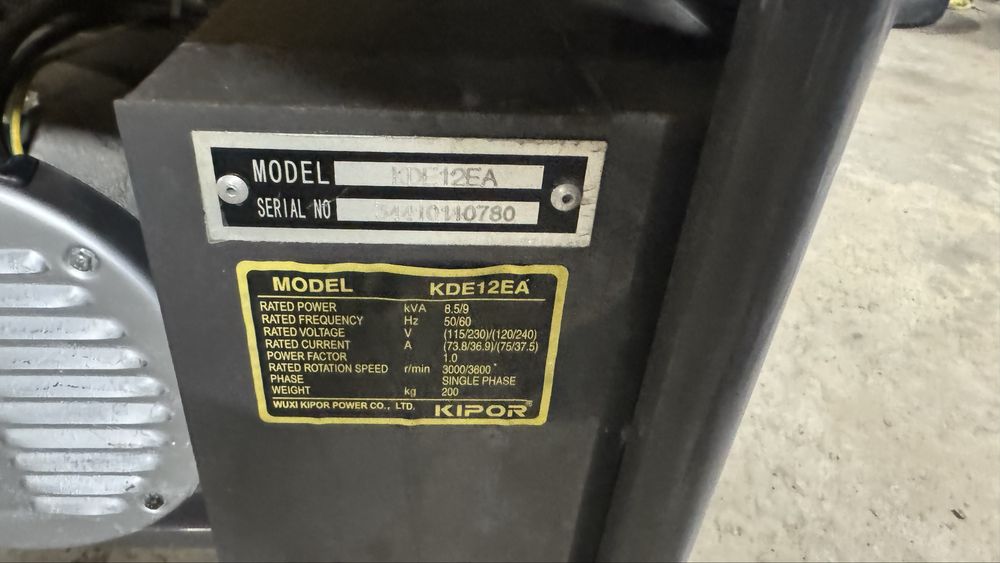 MODEL KDE12EA
SERIAL NO
MODEL KDE12EA
RATED POWER kVA 8.5/9
RATED FREQUENCY Hz 50/60
RATED VOLTAGE V (115/230)/(120/240)
RATED CURRENT A (73.8/36.9)/(75/37.5)
POWER FACTOR 1.0
RATED ROTATION SPEED r/min 3000/3600
PHASE SINGLE PHASE
WEIGHT kg 200
WUXI KIPOR POWER CO., LTD. KIPOR®